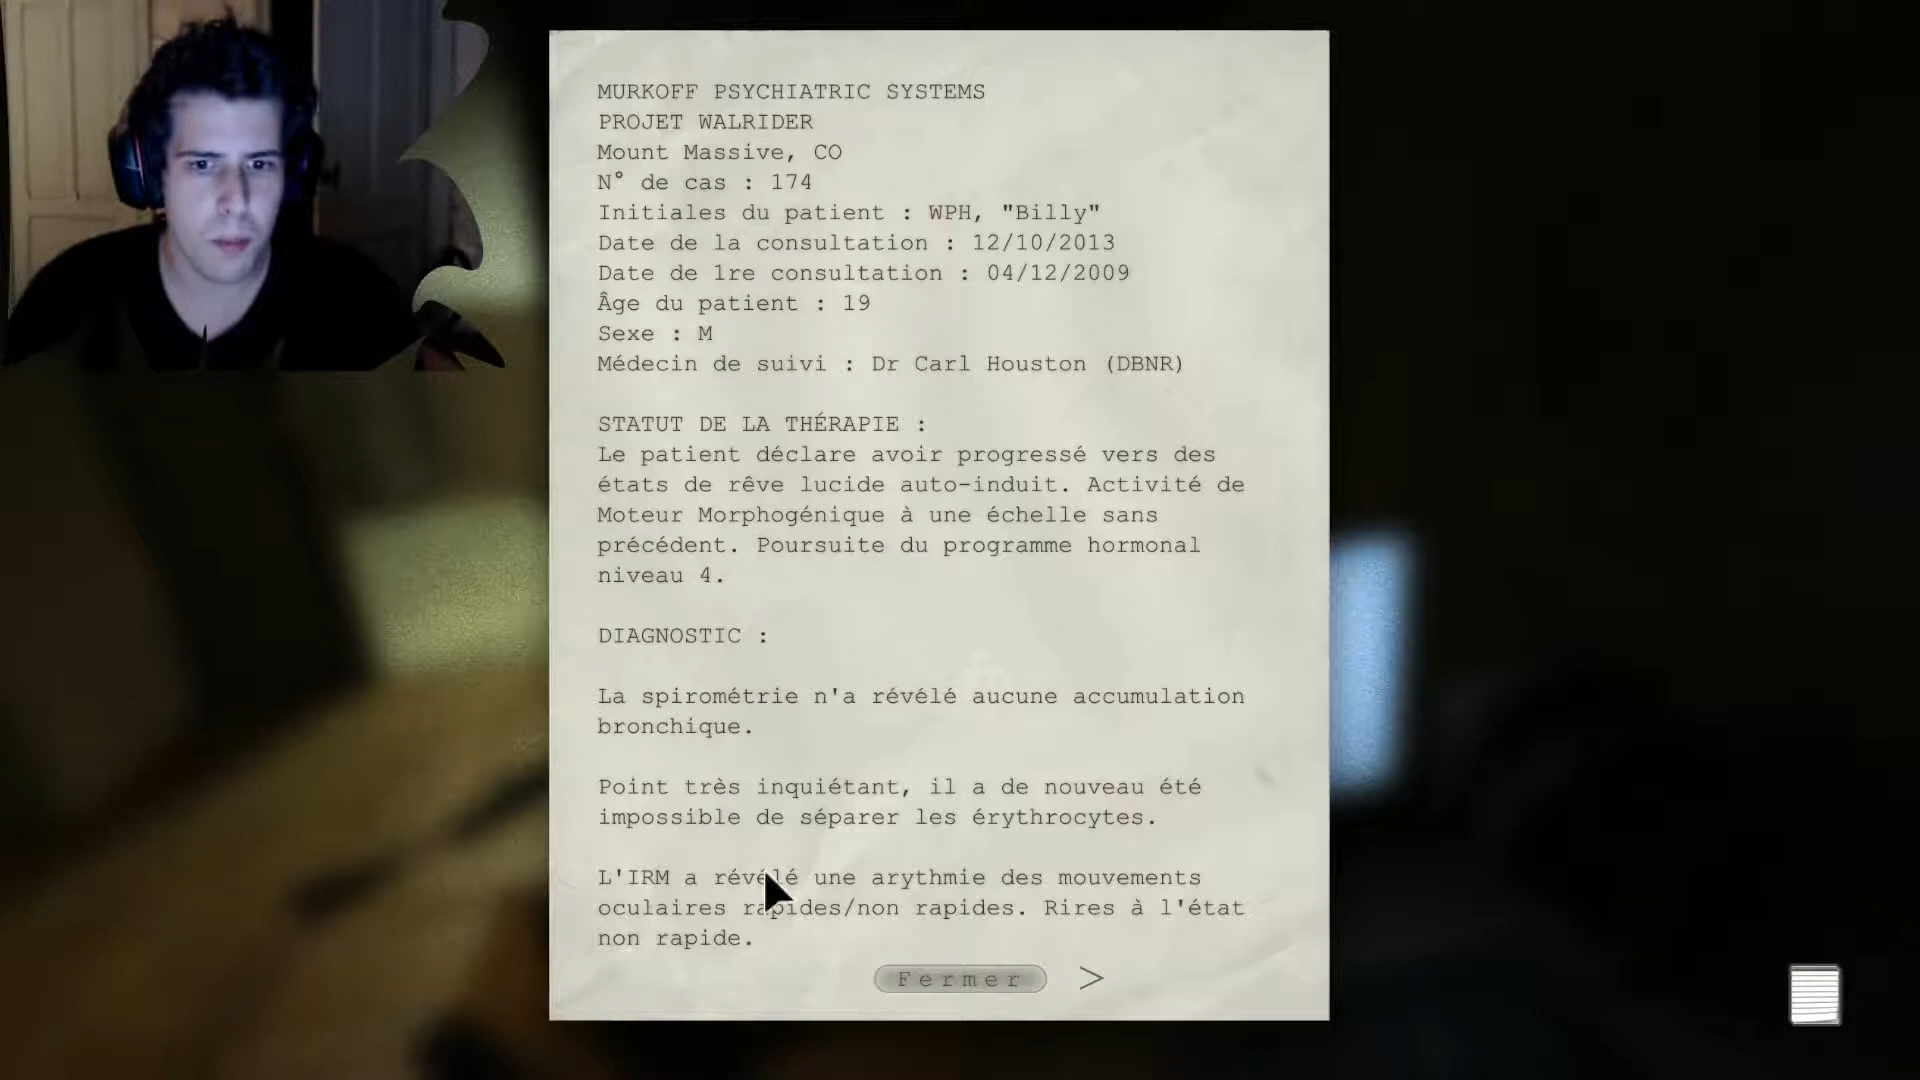 MURKOFF PSYCHIATRIC SYSTEMS
PROJET WALRIDER
Mount Massive, CO
N° de cas : 174
Initiales du patient : WPH, "Billy"
Date de la consultation : 12/10/2013
Date de 1re consultation : 04/12/2009
Âge du patient : 19
Sexe : M
Médecin de suivi : Dr Carl Houston (DBNR)
STATUT DE LA THÉRAPIE :
Le patient déclare avoir progressé vers des
états de rêve lucide auto-induit. Activité de
Moteur Morphogénique à une échelle sans
précédent. Poursuite du programme hormonal
niveau 4.
DIAGNOSTIC :
La spirométrie n'a révélé aucune accumulation
bronchique.
Point très inquiétant, il a de nouveau été
impossible de séparer les érythrocytes.
L'IRM a révélé une arythmie des mouvements
oculaires rapides/non rapides. Rires à l'état
non rapide.
Fermer >